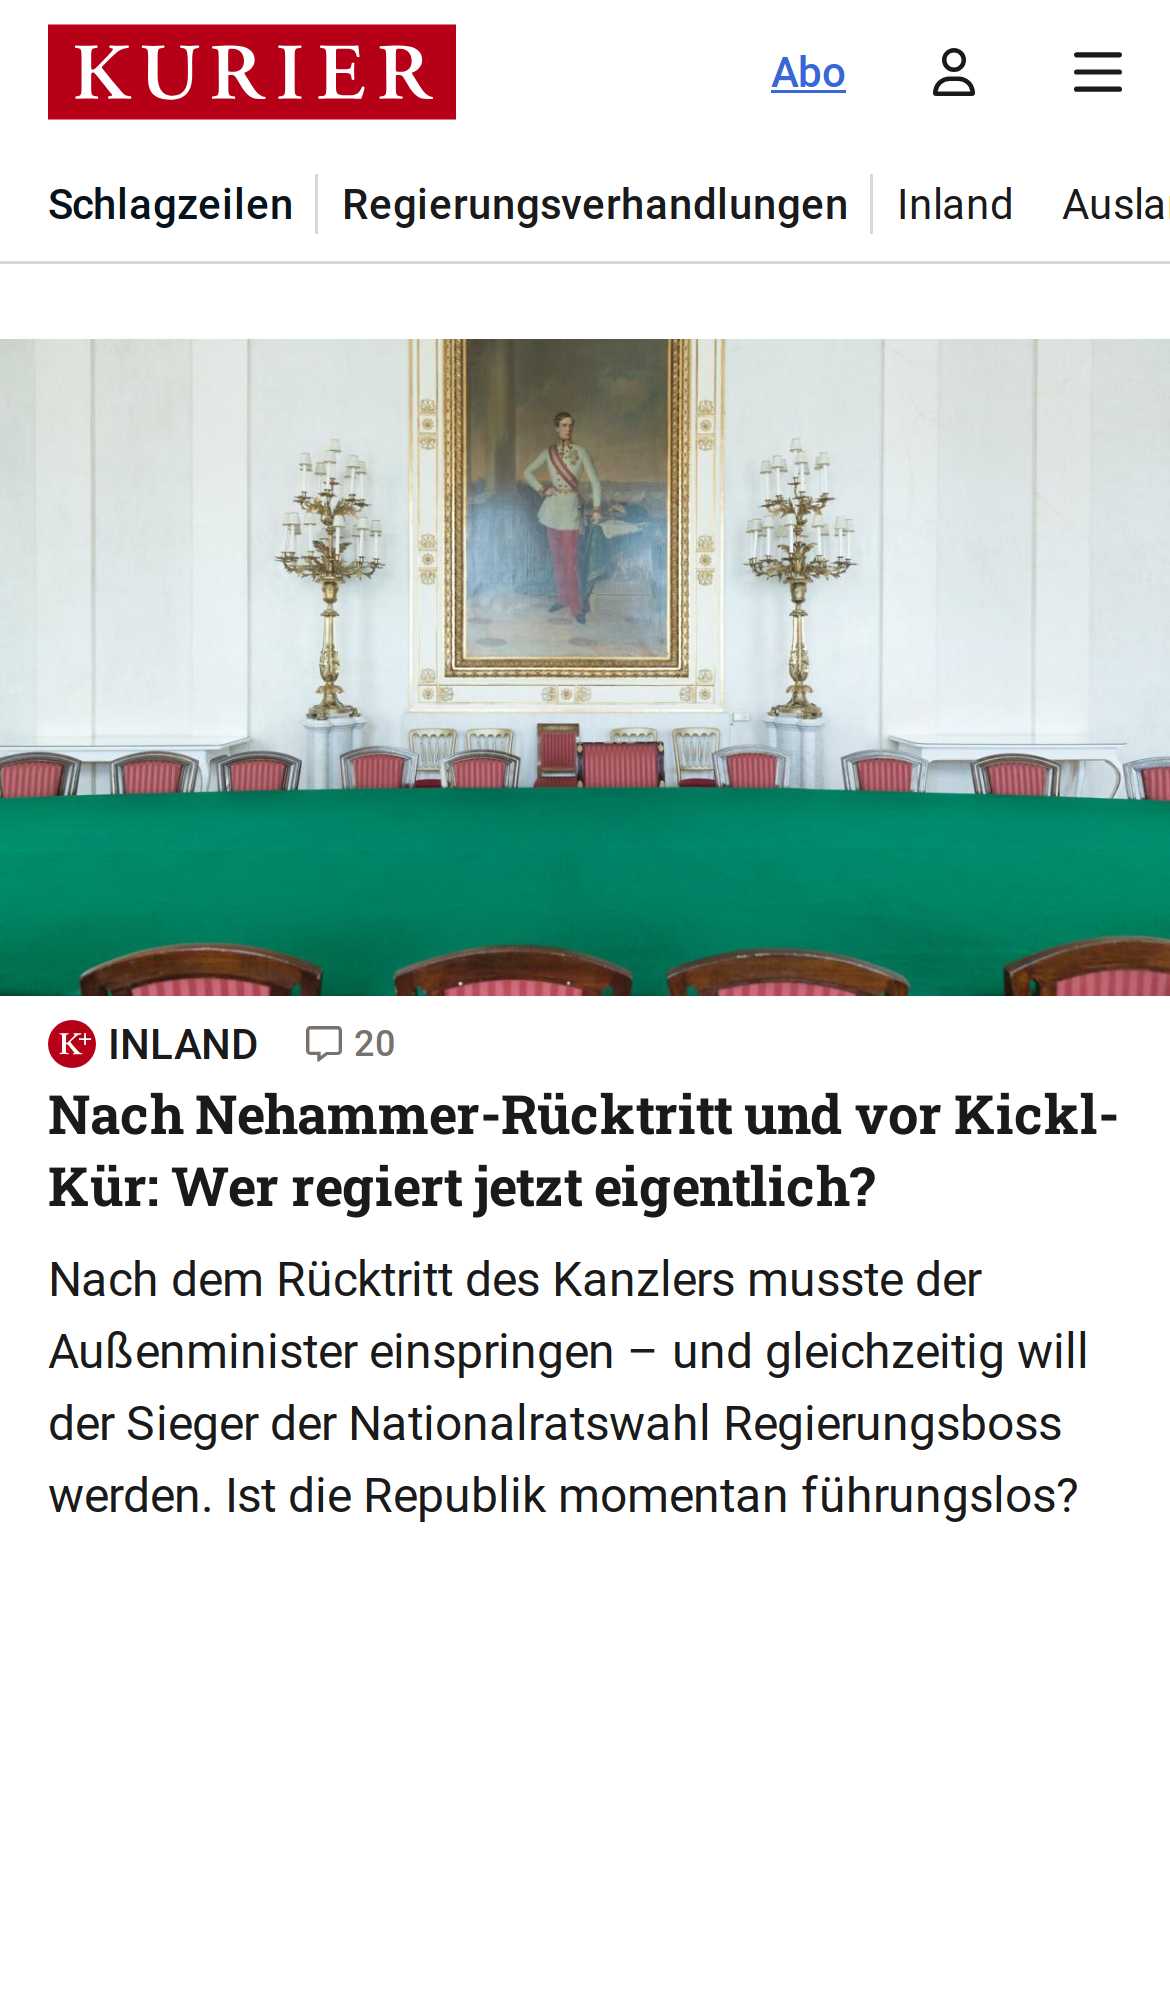 KURIER
Abo
Schlagzeilen
Regierungsverhandlungen
Inland
Auslan
K+ INLAND
20
Nach Nehammer-Rücktritt und vor Kickl-
Kür: Wer regiert jetzt eigentlich?
Nach dem Rücktritt des Kanzlers musste der
Außenminister einspringen – und gleichzeitig will
der Sieger der Nationalratswahl Regierungsboss
werden. Ist die Republik momentan führungslos?